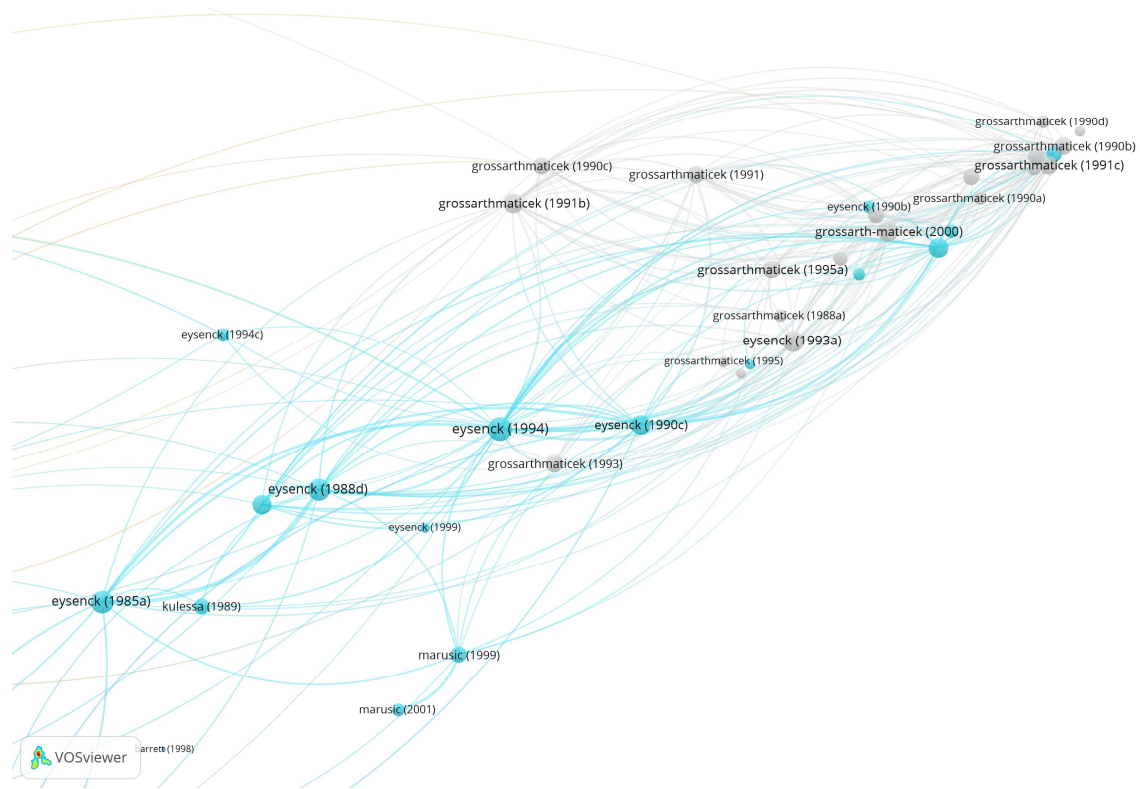 grossarthmaticek (1990d)
grossarthmaticek (1990b)
grossarthmaticek (1990c)
grossarthmaticek (1991c)
grossarthmaticek (1991)
grossarthmaticek (1990a)
grossarthmaticek (1991b)
eysenck (1990b)
grossarth-maticek (2000)
grossarthmaticek (1995a)
grossarthmaticek (1988a)
eysenck (1994c)
eysenck (1993a)
grossarthmaticek (1995)
eysenck (1994)
eysenck (1990c)
grossarthmaticek (1993)
eysenck (1988d)
eysenck (1999)
eysenck (1985a)
kulessa (1989)
marusic (1999)
marusic (2001)
barrett (1998)
VOSviewer